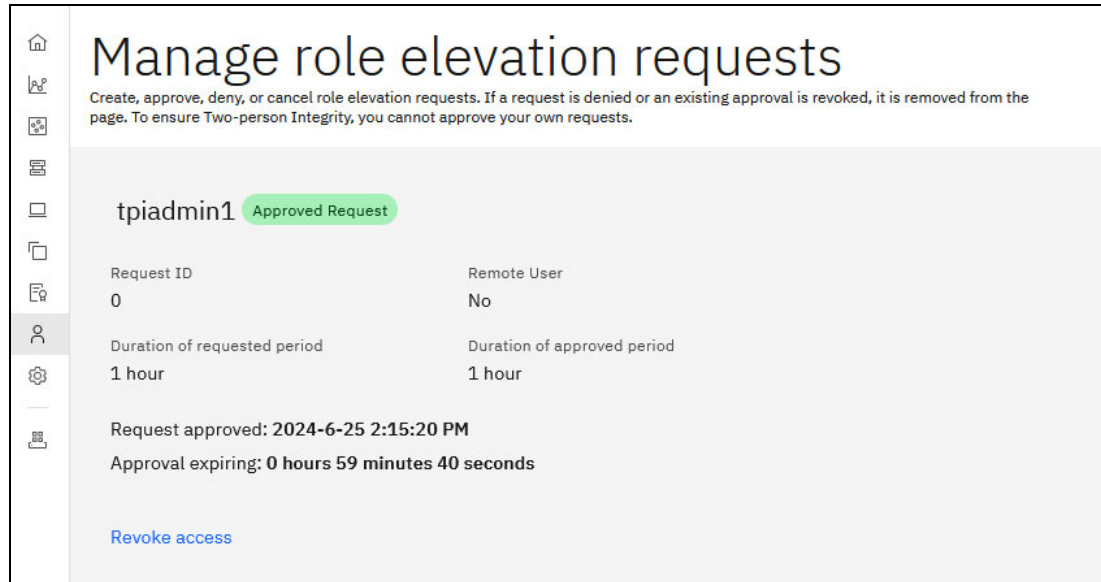 Manage role elevation requests
Create, approve, deny, or cancel role elevation requests. If a request is denied or an existing approval is revoked, it is removed from the
page. To ensure Two-person Integrity, you cannot approve your own requests.
tpiadmin1 Approved Request
Request ID Remote User
0 No
Duration of requested period Duration of approved period
1 hour 1 hour
Request approved: 2024-6-25 2:15:20 PM
Approval expiring: 0 hours 59 minutes 40 seconds
Revoke access